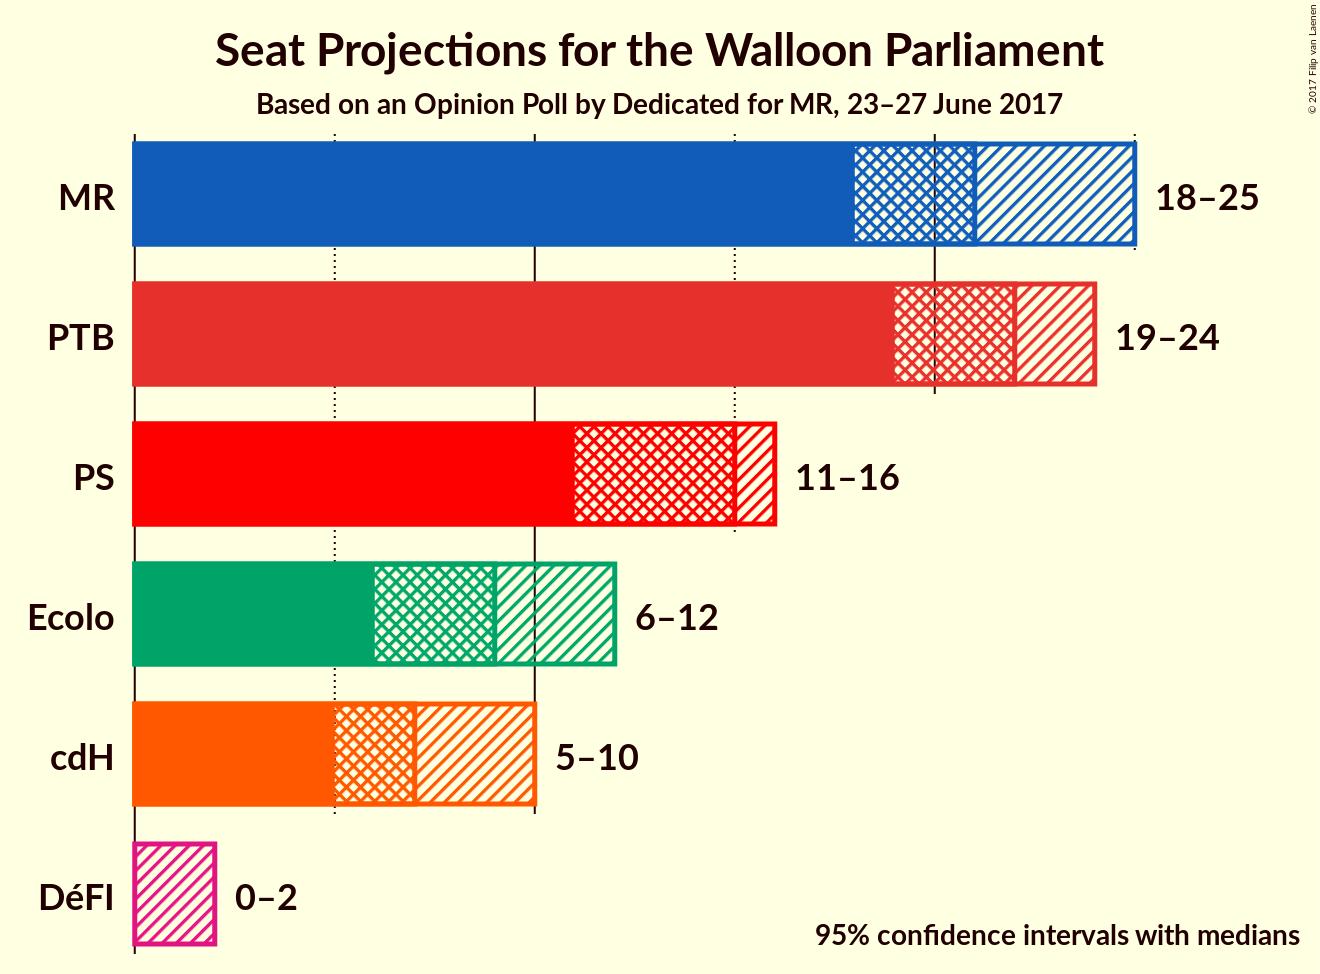 Seat Projections for the Walloon Parliament
Based on an Opinion Poll by Dedicated for MR, 23–27 June 2017
© 2017 Filip van Laenen
MR 18–25
PTB 19–24
PS 11–16
Ecolo 6–12
cdH 5–10
DéFI 0–2
95% confidence intervals with medians